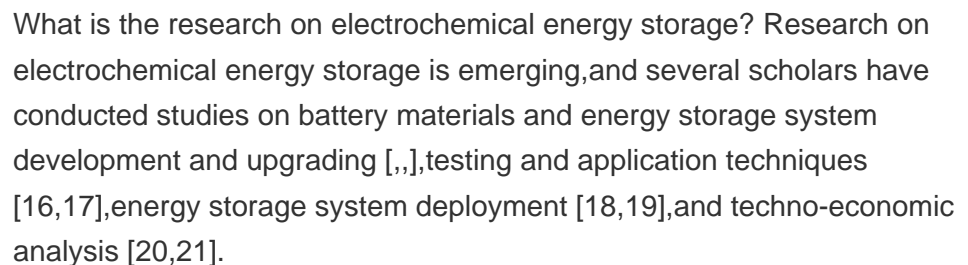 What is the research on electrochemical energy storage? Research on
electrochemical energy storage is emerging,and several scholars have
conducted studies on battery materials and energy storage system
development and upgrading [,,],testing and application techniques
[16,17],energy storage system deployment [18,19],and techno-economic
analysis [20,21].